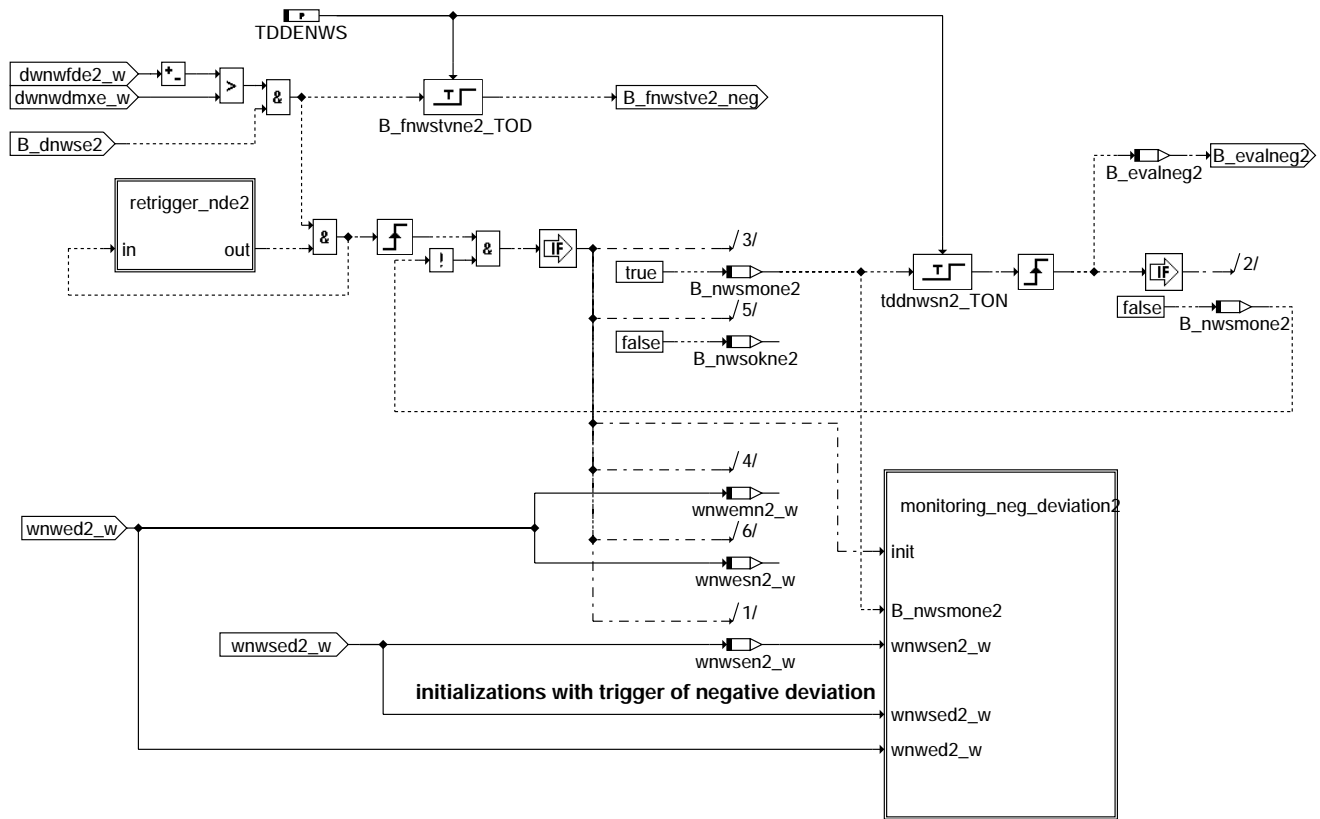 P
TDDENWS
dwnwfde2_w
+
-
dwnwdmxe_w
>
&
T
B_fnwstve2_neg
B_fnwstvne2_TOD
B_dnwse2
B_evalneg2
B_evalneg2
retrigger_nde2
in
out
&
!
&
IF
3/
true
B_nwsmone2
T
tddnwsn2_TON
IF
2/
false
B_nwsmone2
5/
false
B_nwsokne2
4/
wnwemn2_w
wnwed2_w
6/
wnwesn2_w
1/
wnwsed2_w
wnwsen2_w
initializations with trigger of negative deviation
monitoring_neg_deviation2
init
B_nwsmone2
wnwsen2_w
wnwsed2_w
wnwed2_w